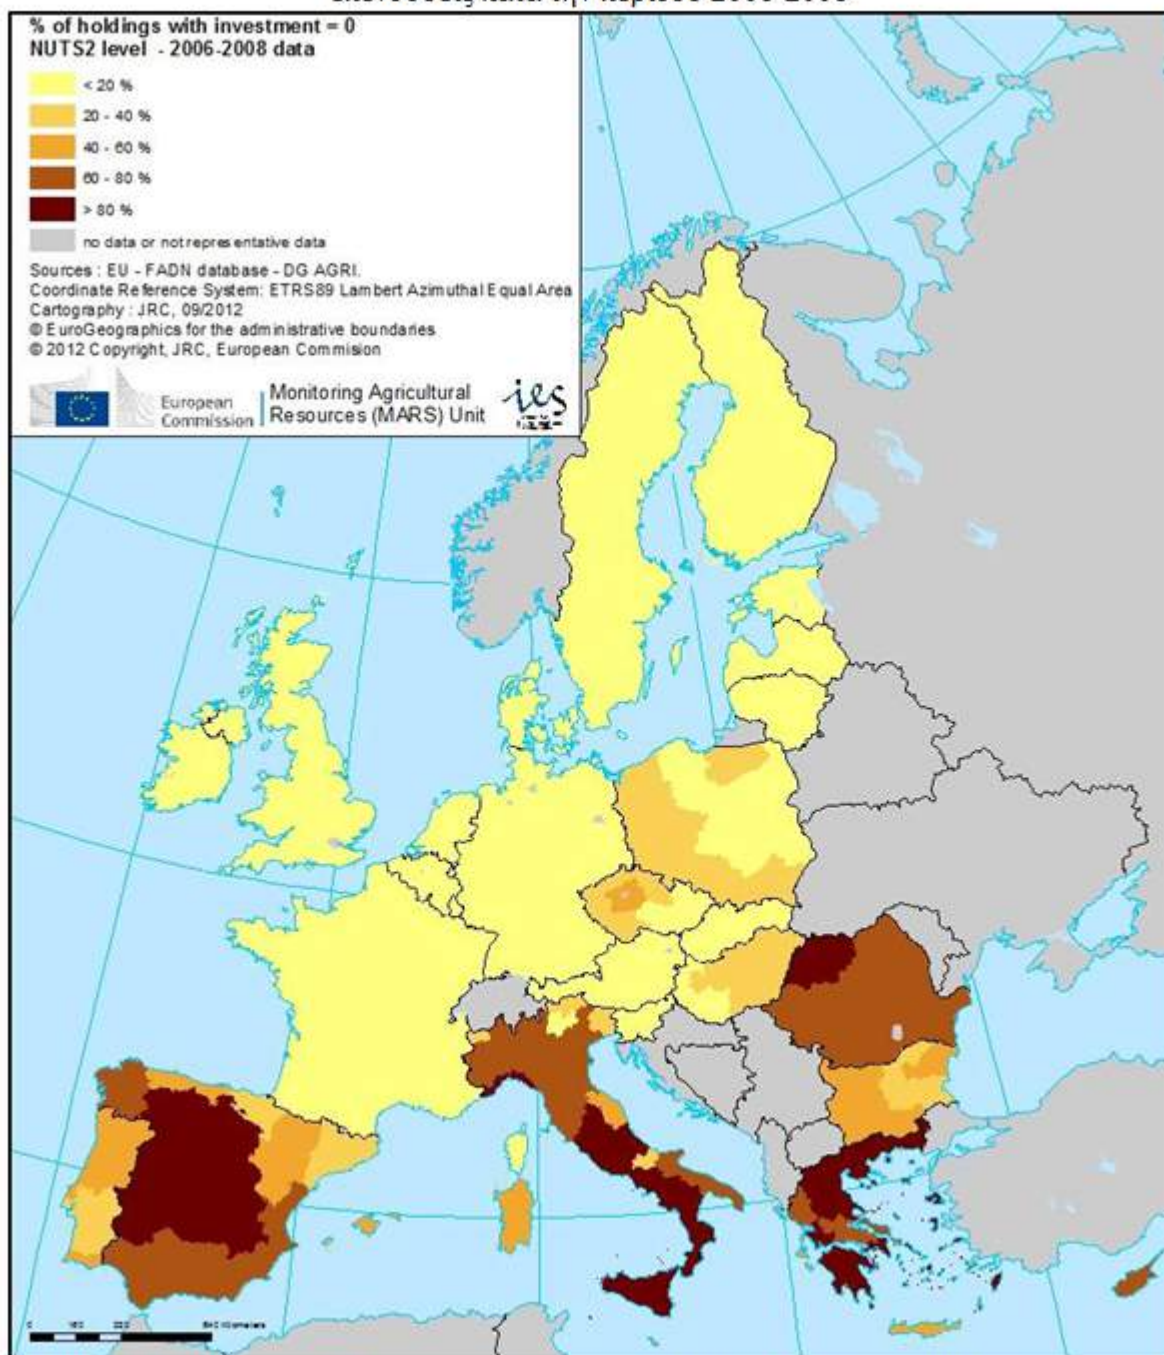 % of holdings with investment = 0
NUTS2 level - 2006-2008 data
< 20 %
20 - 40 %
40 - 60 %
60 - 80 %
> 80 %
no data or not representative data
Sources : EU - FADN database - DG AGRI.
Coordinate Reference System: ETRS89 Lambert Azimuthal Equal Area
Cartography : JRC, 09/2012
© EuroGeographics for the administrative boundaries
© 2012 Copyright, JRC, European Commision
European
Commission
Monitoring Agricultural
Resources (MARS) Unit
ies